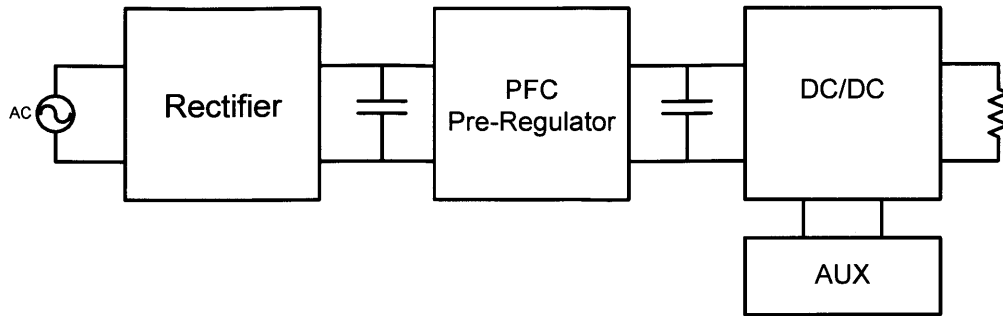 AC
Rectifier
PFC
Pre-Regulator
DC/DC
AUX